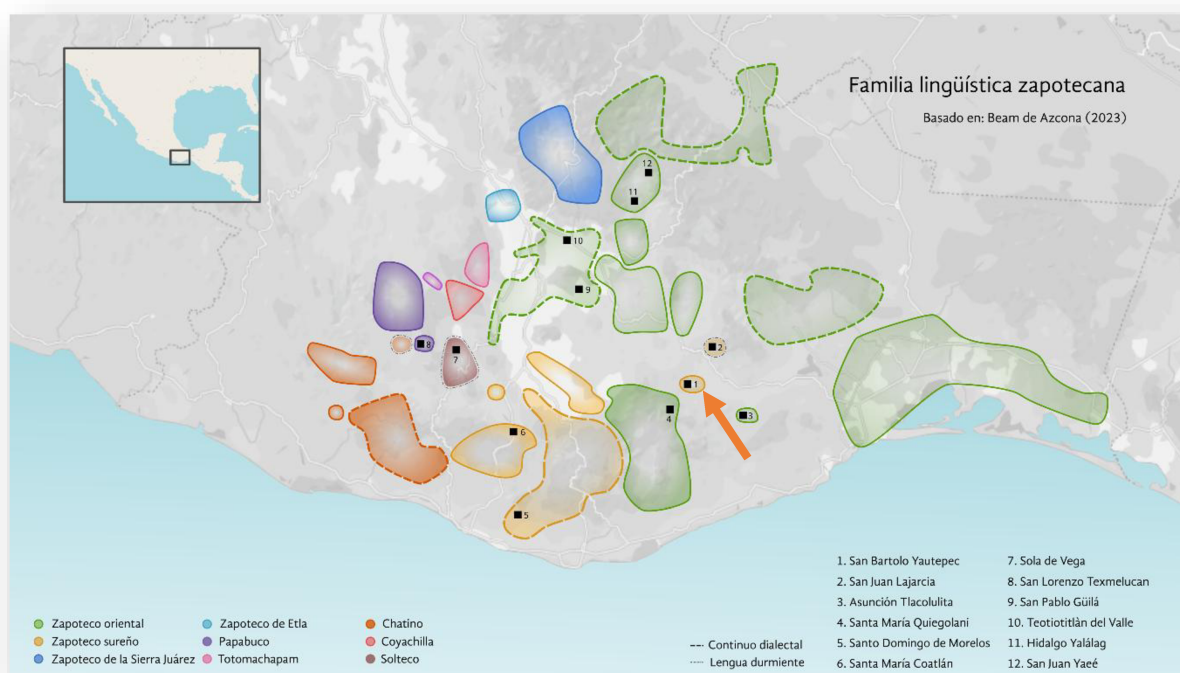 Familia lingüística zapotecana
Basado en: Beam de Azcona (2023)
12
11
10
9
8
7
2
1
3
4
6
5
Zapoteco oriental
Zapoteco sureño
Zapoteco de la Sierra Juárez
Zapoteco de Etla
Papabuco
Totomachapam
Chatino
Coyachilla
Solteco
Continuo dialectal
Lengua durmiente
1. San Bartolo Yautepec
2. San Juan Lajarcia
3. Asunción Tlacolulita
4. Santa María Quiegolani
5. Santo Domingo de Morelos
6. Santa María Coatlán
7. Sola de Vega
8. San Lorenzo Texmelucan
9. San Pablo Güilá
10. Teotiotitlàn del Valle
11. Hidalgo Yalálag
12. San Juan Yaeé